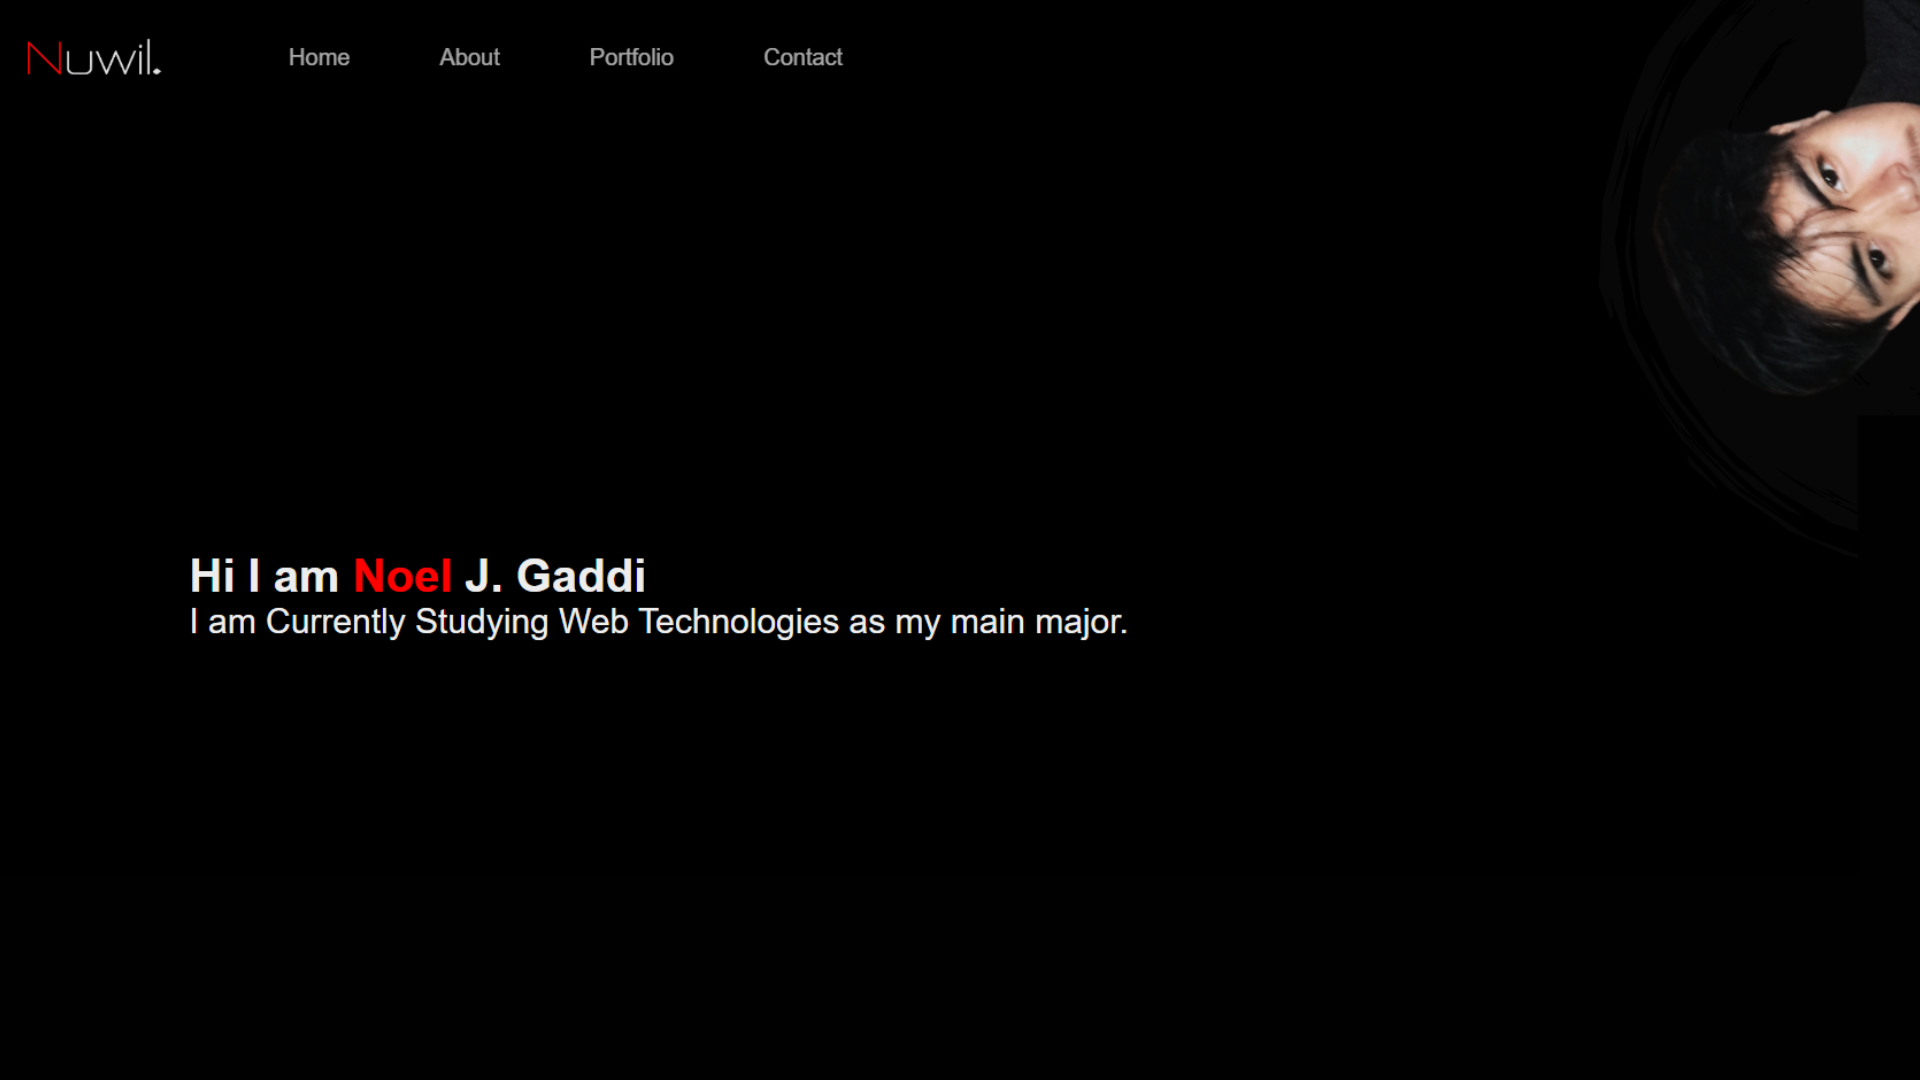 Nuwil.
Home About Portfolio Contact
Hi I am Noel J. Gaddi
I am Currently Studying Web Technologies as my main major.